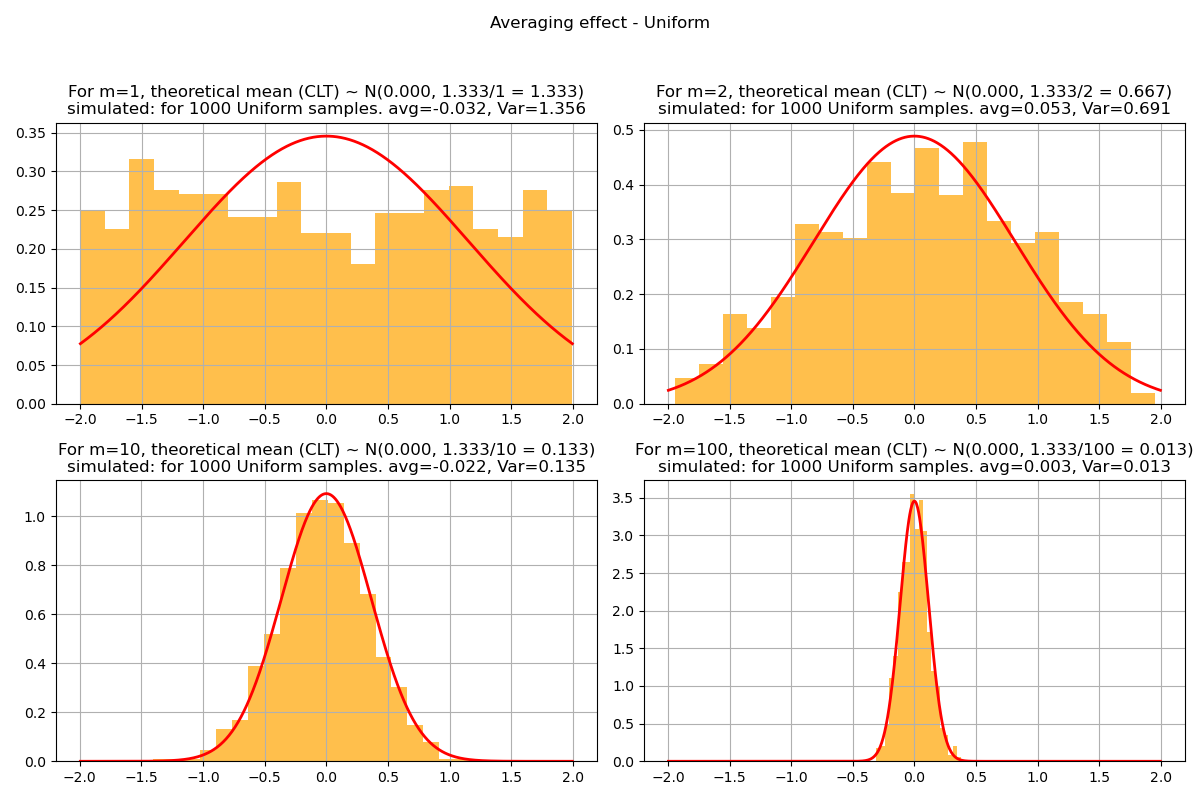 Averaging effect - Uniform
For m=1, theoretical mean (CLT) ~ N(0.000, 1.333/1 = 1.333)
simulated: for 1000 Uniform samples. avg=-0.032, Var=1.356
0.35
0.30
0.25
0.20
0.15
0.10
0.05
0.00
−2.0 −1.5 −1.0 −0.5 0.0 0.5 1.0 1.5 2.0
For m=2, theoretical mean (CLT) ~ N(0.000, 1.333/2 = 0.667)
simulated: for 1000 Uniform samples. avg=0.053, Var=0.691
0.5
0.4
0.3
0.2
0.1
0.0
−2.0 −1.5 −1.0 −0.5 0.0 0.5 1.0 1.5 2.0
For m=10, theoretical mean (CLT) ~ N(0.000, 1.333/10 = 0.133)
simulated: for 1000 Uniform samples. avg=-0.022, Var=0.135
1.0
0.8
0.6
0.4
0.2
0.0
−2.0 −1.5 −1.0 −0.5 0.0 0.5 1.0 1.5 2.0
For m=100, theoretical mean (CLT) ~ N(0.000, 1.333/100 = 0.013)
simulated: for 1000 Uniform samples. avg=0.003, Var=0.013
3.5
3.0
2.5
2.0
1.5
1.0
0.5
0.0
−2.0 −1.5 −1.0 −0.5 0.0 0.5 1.0 1.5 2.0